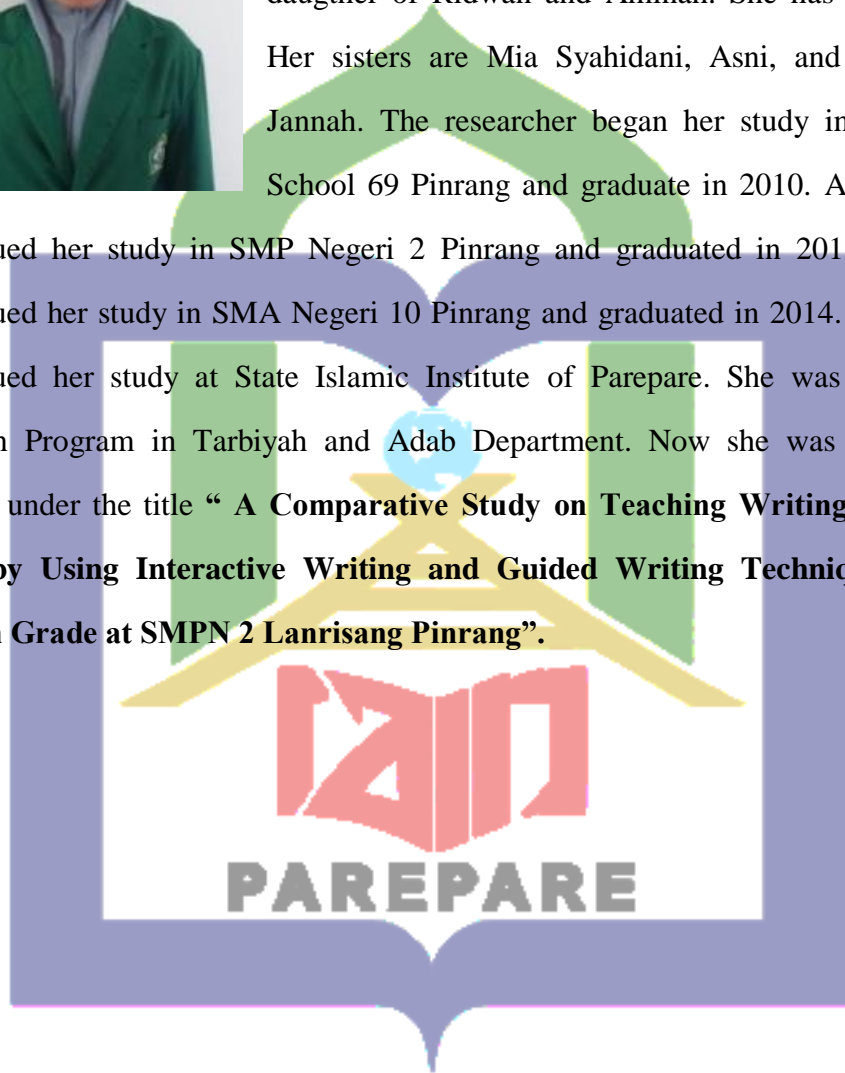 daugther of Ridwan and Aminah. She has
Her sisters are Mia Syahidani, Asni, and
Jannah. The researcher began her study in
School 69 Pinrang and graduate in 2010. A
ued her study in SMP Negeri 2 Pinrang and graduated in 201
ued her study in SMA Negeri 10 Pinrang and graduated in 2014.
ued her study at State Islamic Institute of Parepare. She was
n Program in Tarbiyah and Adab Department. Now she was
under the title “ A Comparative Study on Teaching Writing
by Using Interactive Writing and Guided Writing Techniq
n Grade at SMPN 2 Lanrisang Pinrang”.
IAIN
PAREPARE